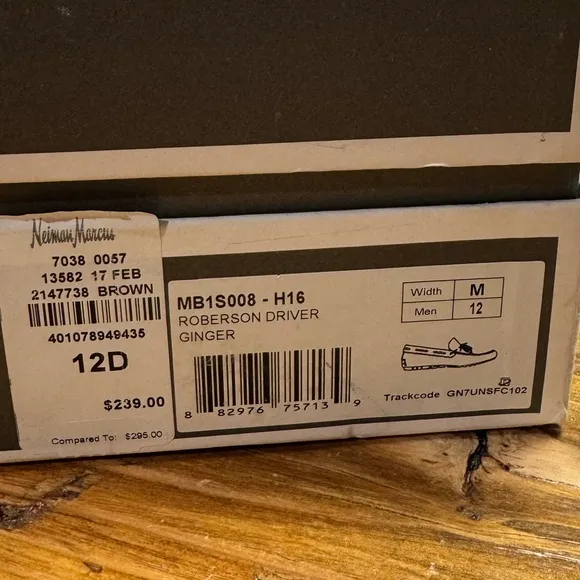 Neiman Marcus
7038 0057
13582 17 FEB
2147738 BROWN
401078949435
12D
$239.00
Compared To: $295.00
MB1S008 - H16
ROBERSON DRIVER
GINGER
8 82976 75713 9
Width M
Men 12
Trackcode GN7UNSFC102